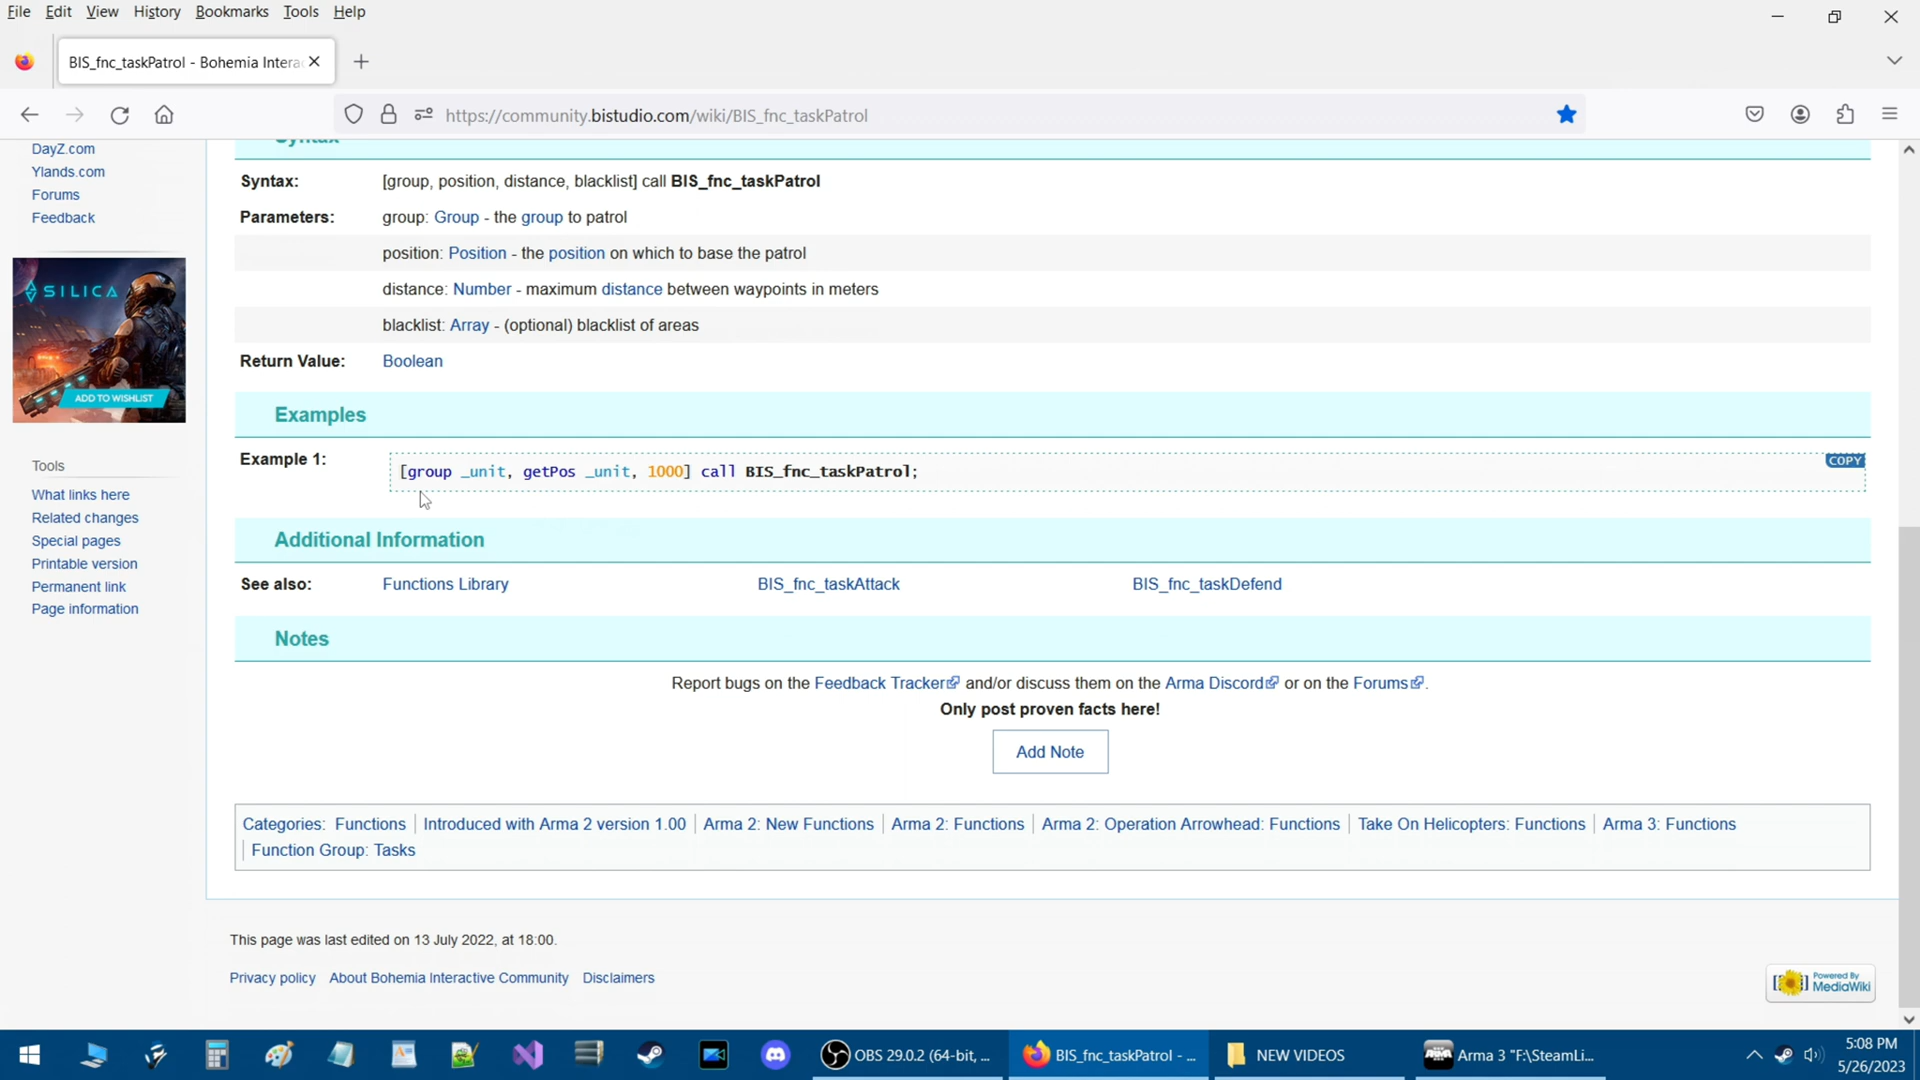 File Edit View History Bookmarks Tools Help
BIS_fnc_taskPatrol - Bohemia Intera
https://community.bistudio.com/wiki/BIS_fnc_taskPatrol
DayZ.com
Ylands.com
Forums
Feedback
SILICA
ADD TO WISHLIST
Tools
What links here
Related changes
Special pages
Printable version
Permanent link
Page information
Syntax
Syntax: [group, position, distance, blacklist] call BIS_fnc_taskPatrol
Parameters: group: Group - the group to patrol
position: Position - the position on which to base the patrol
distance: Number - maximum distance between waypoints in meters
blacklist: Array - (optional) blacklist of areas
Return Value: Boolean
Examples
Example 1: [group _unit, getPos _unit, 1000] call BIS_fnc_taskPatrol; COPY
Additional Information
See also: Functions Library BIS_fnc_taskAttack BIS_fnc_taskDefend
Notes
Report bugs on the Feedback Tracker and/or discuss them on the Arma Discord or on the Forums.
Only post proven facts here!
Add Note
Categories: Functions | Introduced with Arma 2 version 1.00 | Arma 2: New Functions | Arma 2: Functions | Arma 2: Operation Arrowhead: Functions | Take On Helicopters: Functions | Arma 3: Functions
| Function Group: Tasks
This page was last edited on 13 July 2022, at 18:00.
Privacy policy About Bohemia Interactive Community Disclaimers
Powered By
MediaWiki
OBS 29.0.2 (64-bit, ... BIS_fnc_taskPatrol - ... NEW VIDEOS Arma 3 "F:\SteamLi...
5:08 PM
5/26/2023